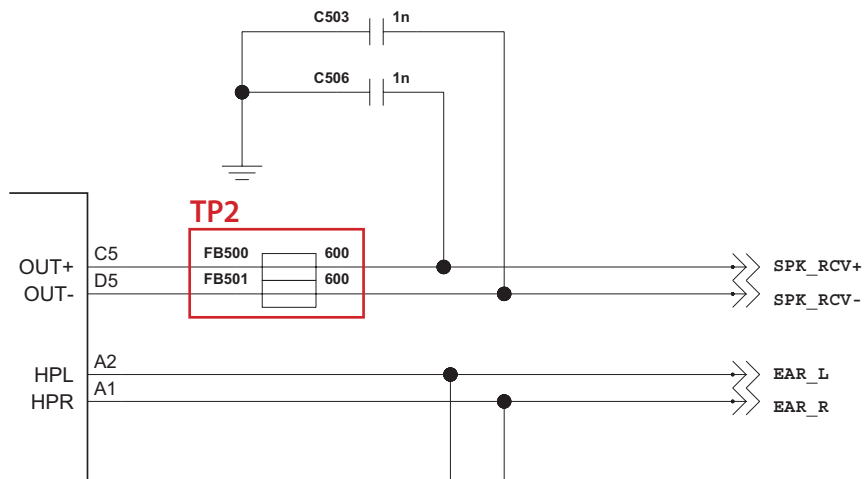 C503 1n
C506 1n
TP2
OUT+ C5 FB500 600 SPK_RCV+
OUT- D5 FB501 600 SPK_RCV-
HPL A2 EAR_L
HPR A1 EAR_R